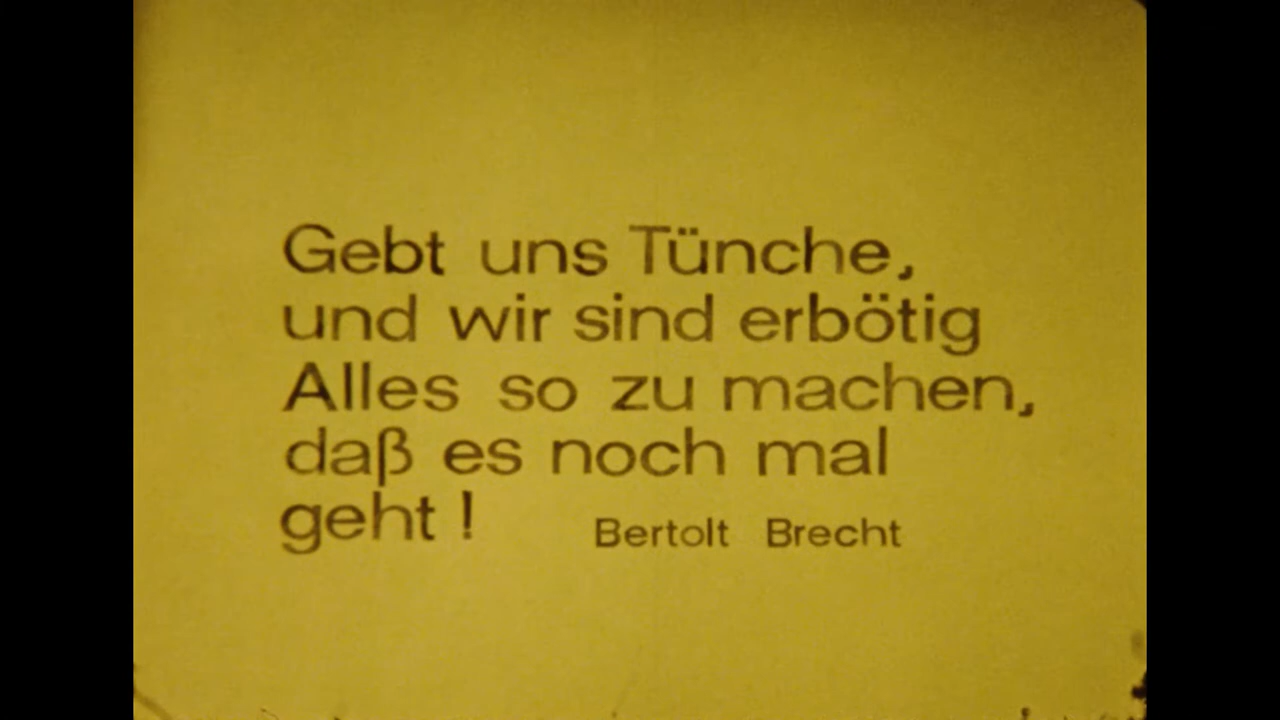 Gebt uns Tünche,
und wir sind erbötig
Alles so zu machen,
daß es noch mal
geht !
Bertolt Brecht